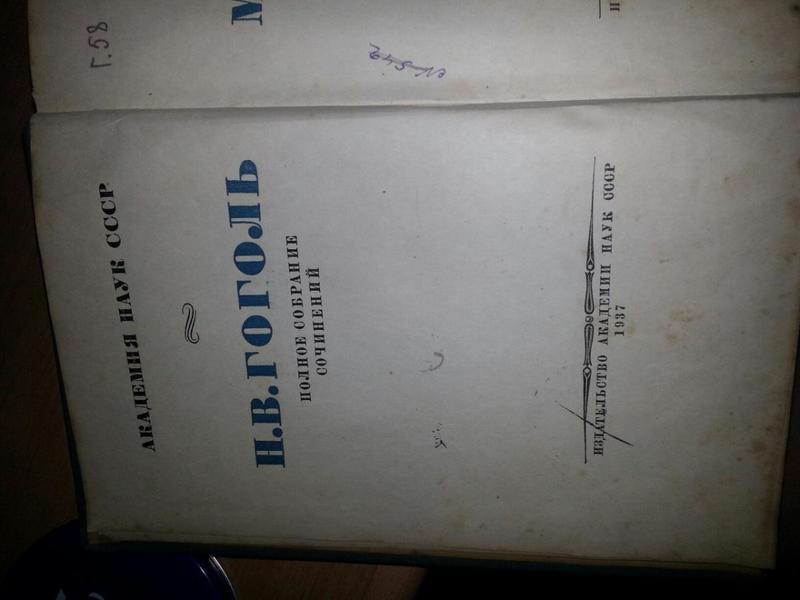 АКАДЕМИЯ НАУК СССР
Н.В.ГОГОЛЬ
ПОЛНОЕ СОБРАНИЕ
СОЧИНЕНИЙ
ИЗДАТЕЛЬСТВО АКАДЕМИИ НАУК СССР
1937
Г.58
М